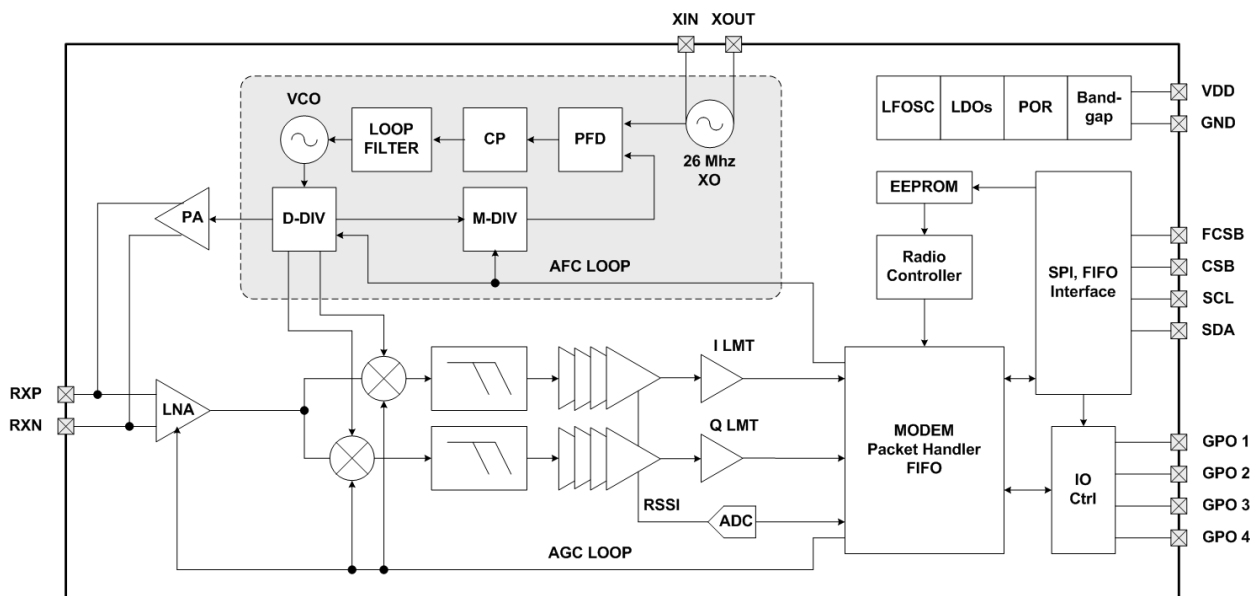 XIN XOUT
VCO
LOOP
FILTER
CP
PFD
26 Mhz
XO
LFOSC
LDOs
POR
Band-
gap
VDD
GND
PA
D-DIV
M-DIV
AFC LOOP
EEPROM
Radio
Controller
SPI, FIFO
Interface
FCSB
CSB
SCL
SDA
RXP
RXN
LNA
I LMT
Q LMT
RSSI
ADC
AGC LOOP
MODEM
Packet Handler
FIFO
IO
Ctrl
GPO 1
GPO 2
GPO 3
GPO 4